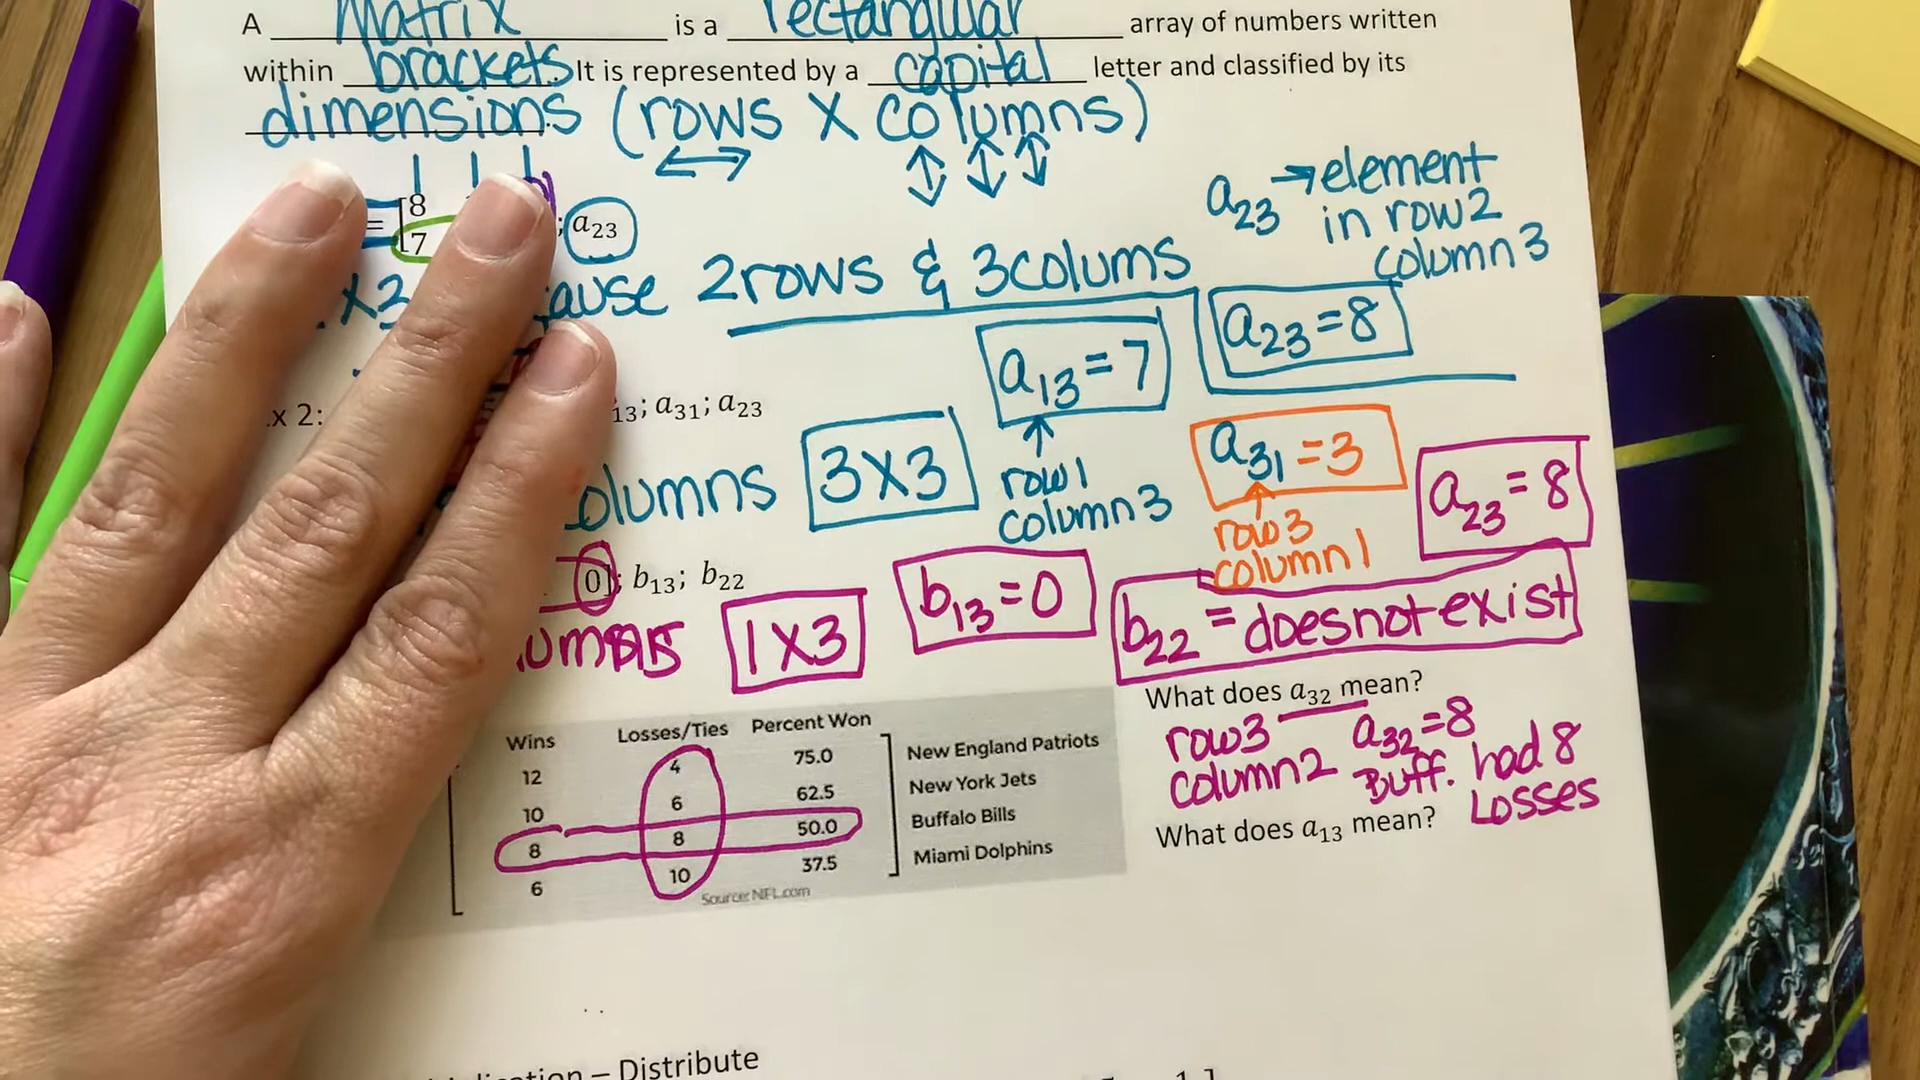 A Matrix is a rectangular array of numbers written
within brackets It is represented by a capital letter and classified by its
dimensions (rows X columns)
= [8
7 ; a23
a23 → element
in row 2
column 3
2rows & 3colums
a23 = 8
x 2: 13; a31; a23
columns 3X3
a13 = 7
row 1
column 3
a31 = 3
row 3
column 1
a23 = 8
0]; b13; b22
1X3
b13 = 0
b22 = does not exist
Wins Losses/Ties Percent Won
12 4 75.0 New England Patriots
10 6 62.5 New York Jets
8 8 50.0 Buffalo Bills
6 10 37.5 Miami Dolphins
Source: NFL.com
What does a32 mean?
row 3 a32 = 8
column 2 Buff. had 8
Losses
What does a13 mean?
– Distribute